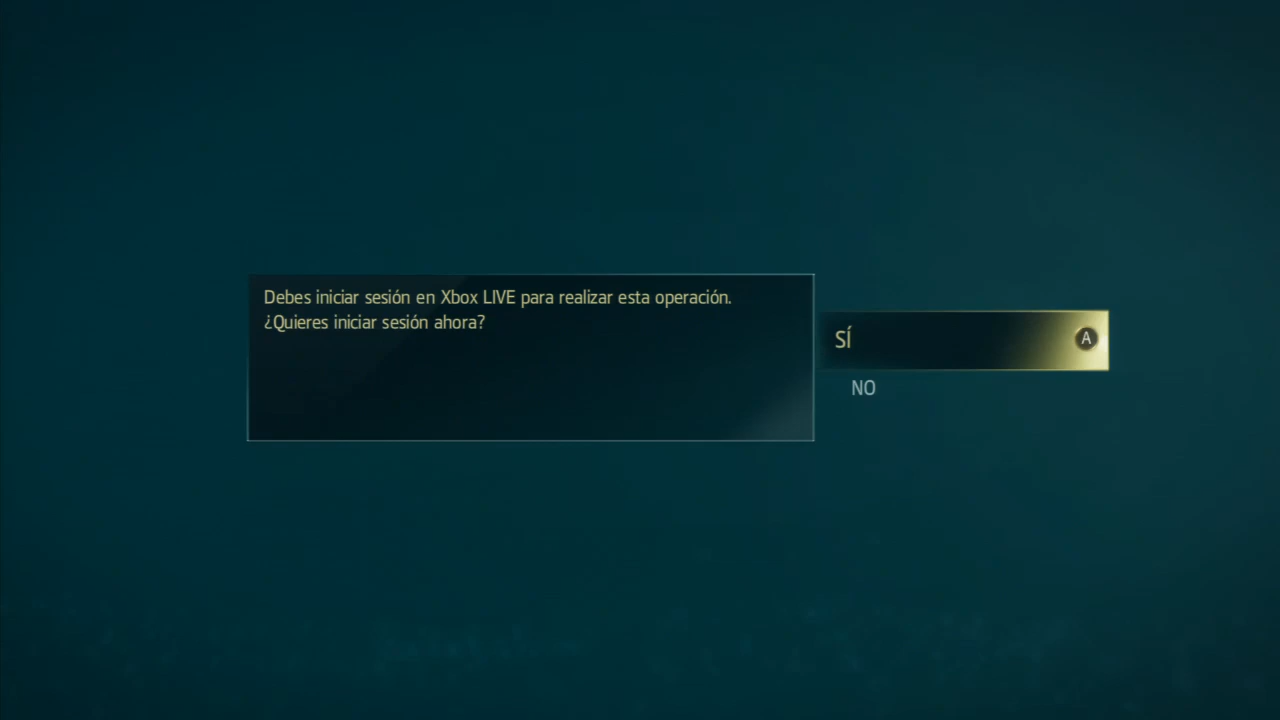 Debes iniciar sesión en Xbox LIVE para realizar esta operación.
¿Quieres iniciar sesión ahora?
SÍ
A
NO